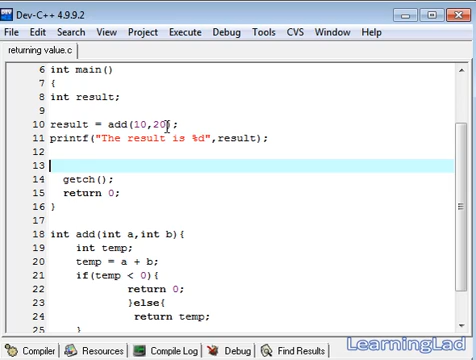 Dev-C++ 4.9.9.2
File Edit Search View Project Execute Debug Tools CVS Window Help
returning value.c
6 int main()
7 {
8 int result;
9
10 result = add(10,20);
11 printf("The result is %d",result);
12
13
14 getch();
15 return 0;
16 }
17
18 int add(int a,int b){
19 int temp;
20 temp = a + b;
21 if(temp < 0){
22 return 0;
23 }else{
24 return temp;
25 }
LearningLad
Compiler Resources Compile Log Debug Find Results